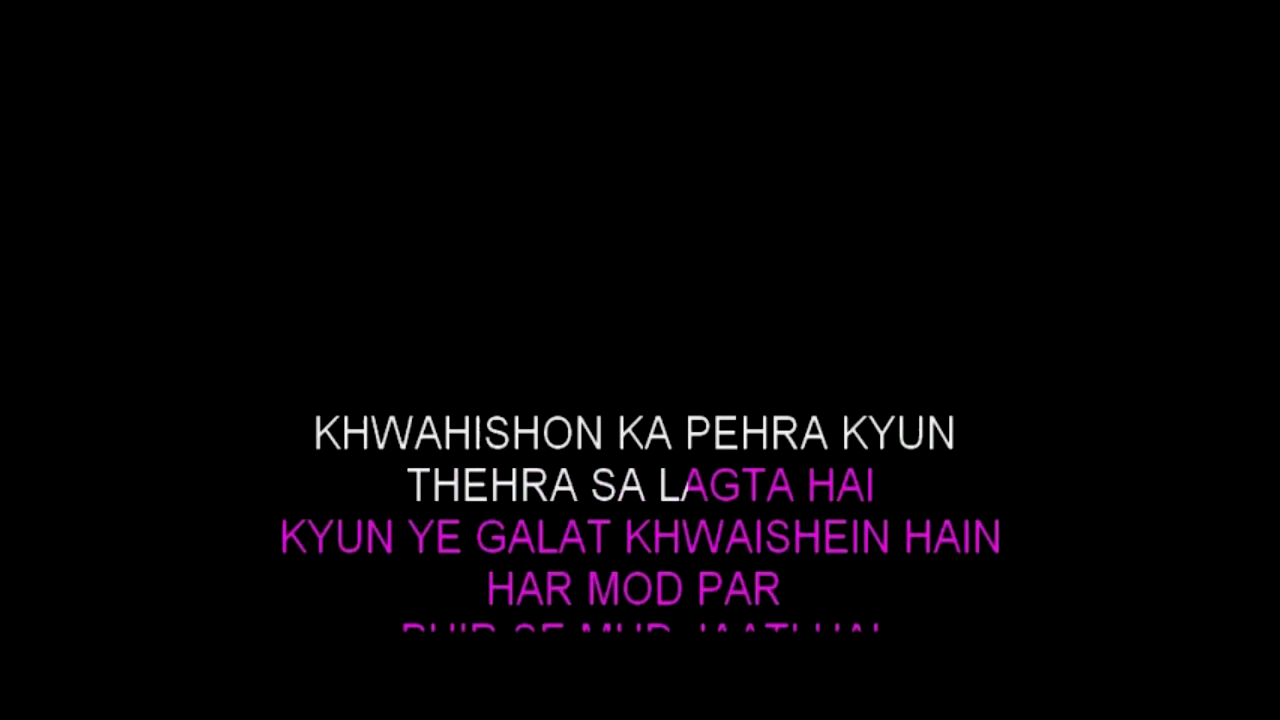 KHWAHISHON KA PEHRA KYUN
THEHRA SA LAGTA HAI
KYUN YE GALAT KHWAISHEIN HAIN
HAR MOD PAR